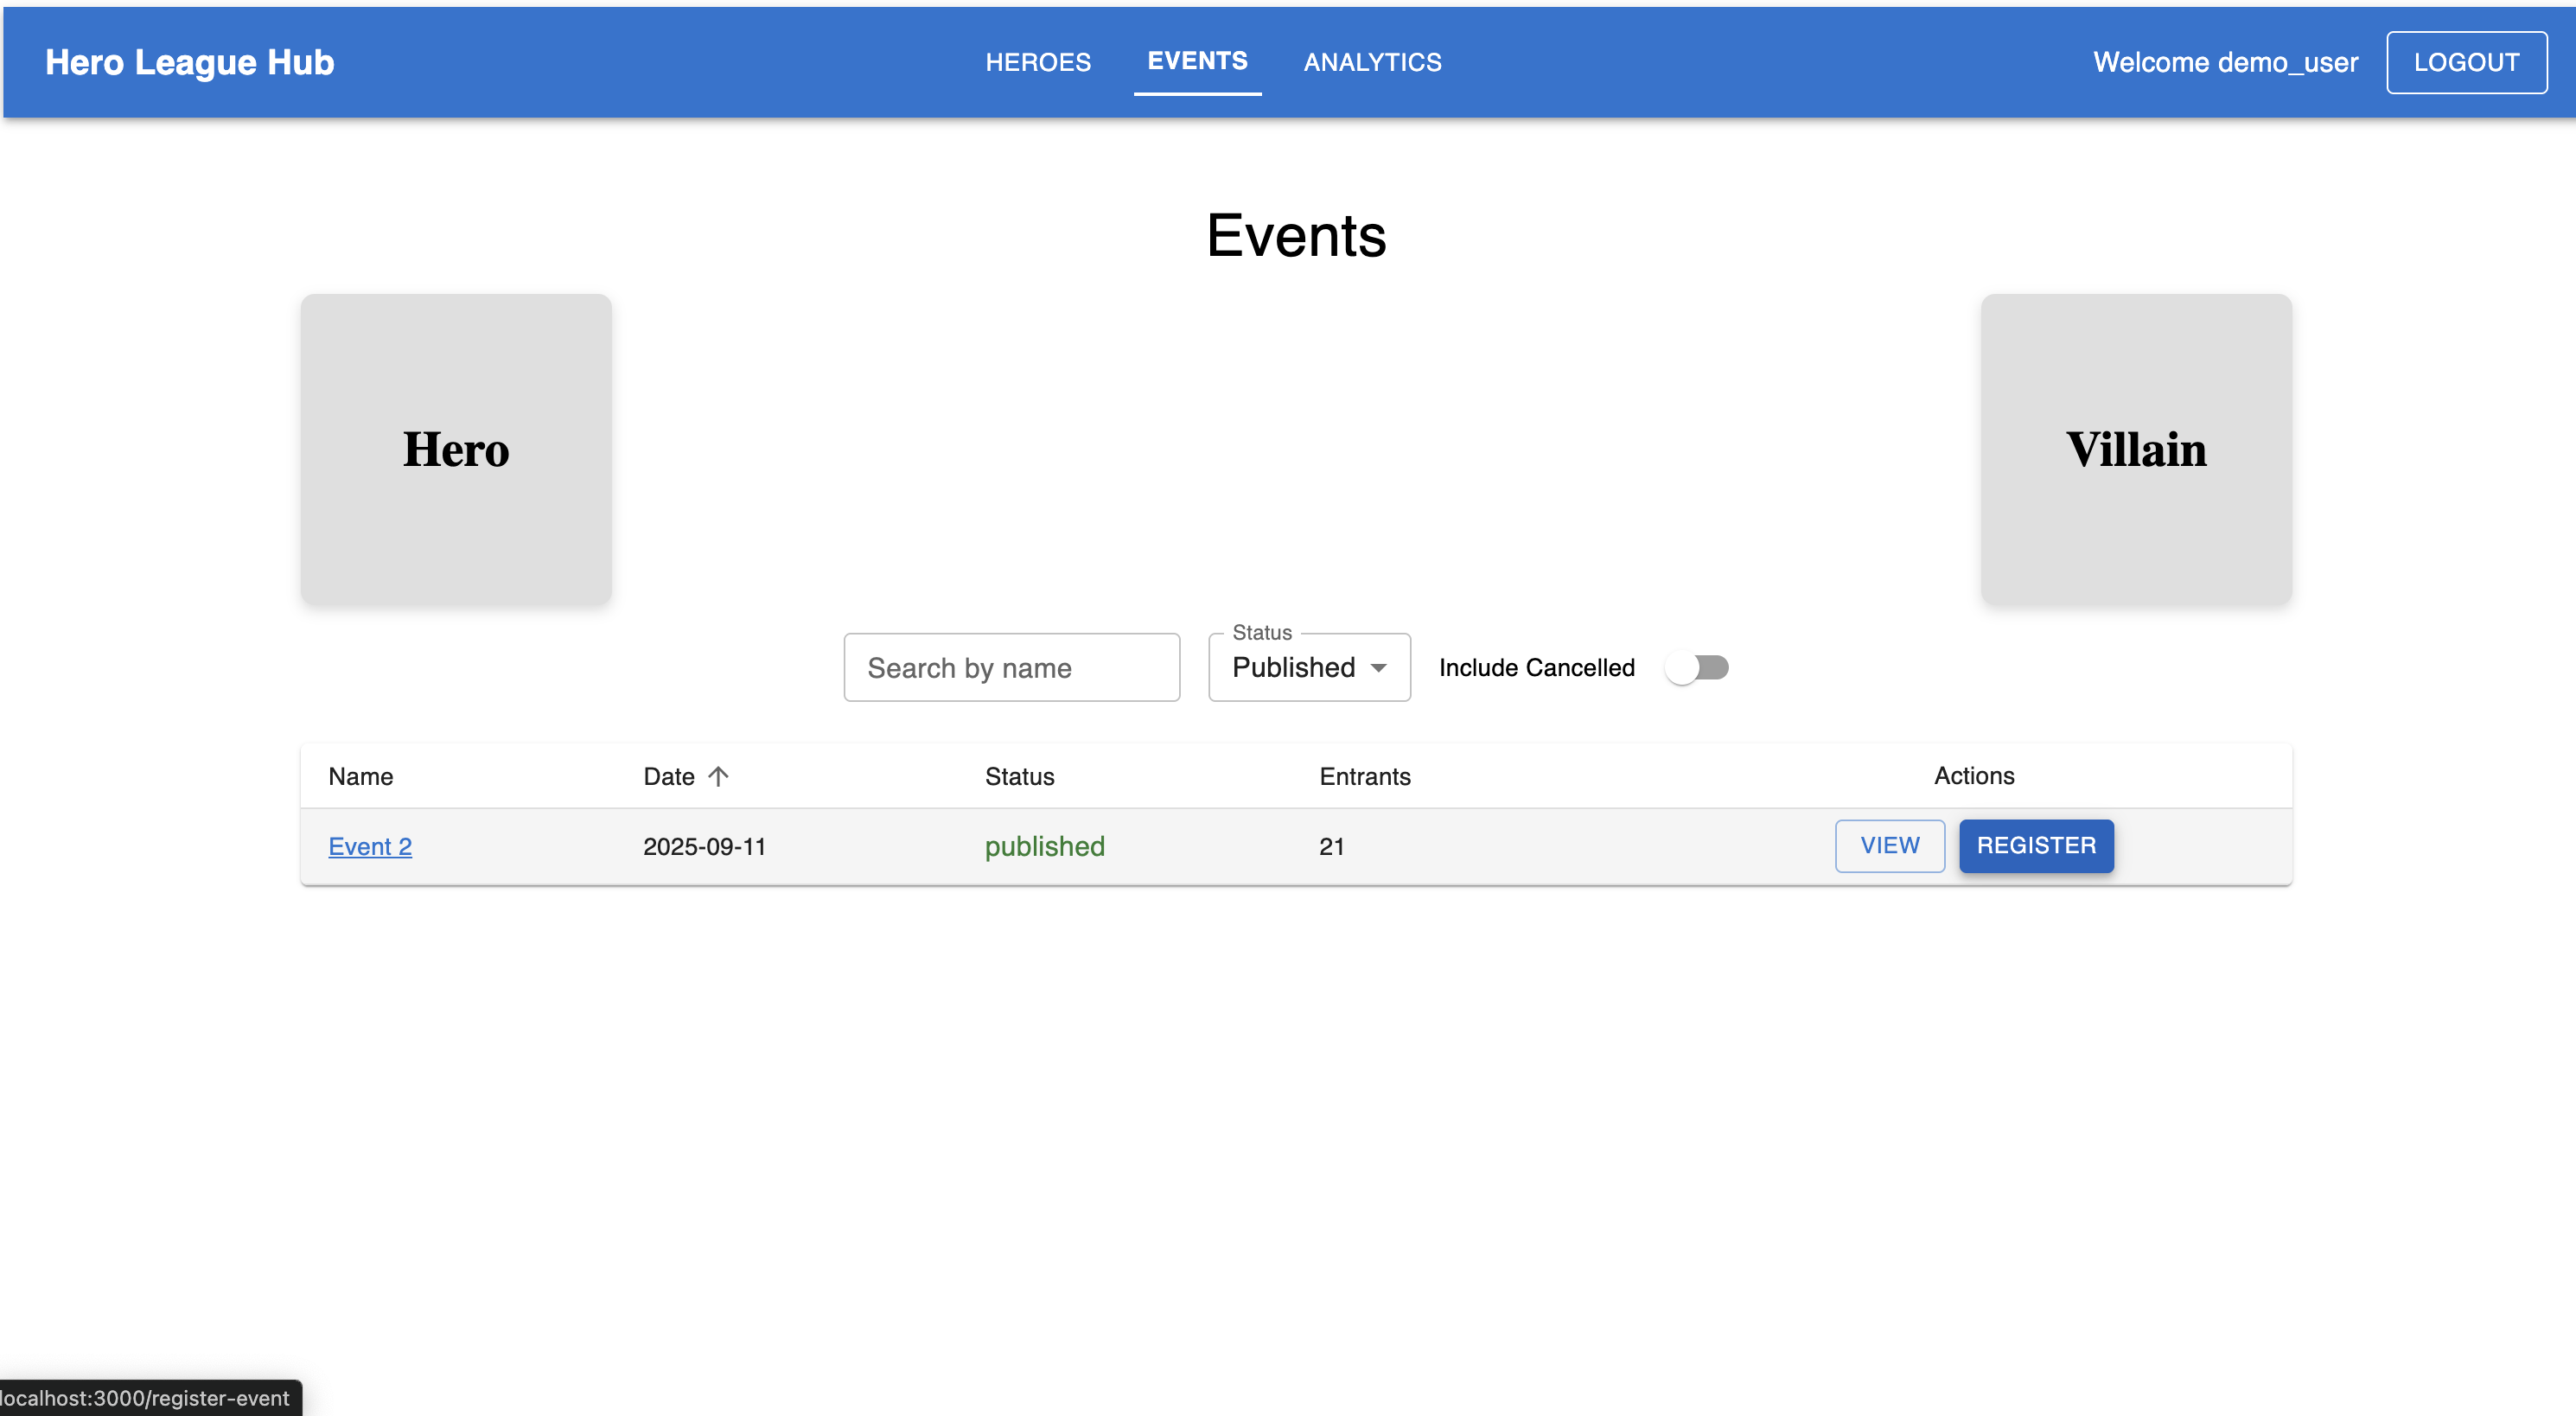 Hero League Hub
HEROES EVENTS ANALYTICS
Welcome demo_user LOGOUT
Events
Hero
Villain
Status
Search by name Published Include Cancelled
Name Date Status Entrants Actions
Event 2 2025-09-11 published 21 VIEW REGISTER
localhost:3000/register-event